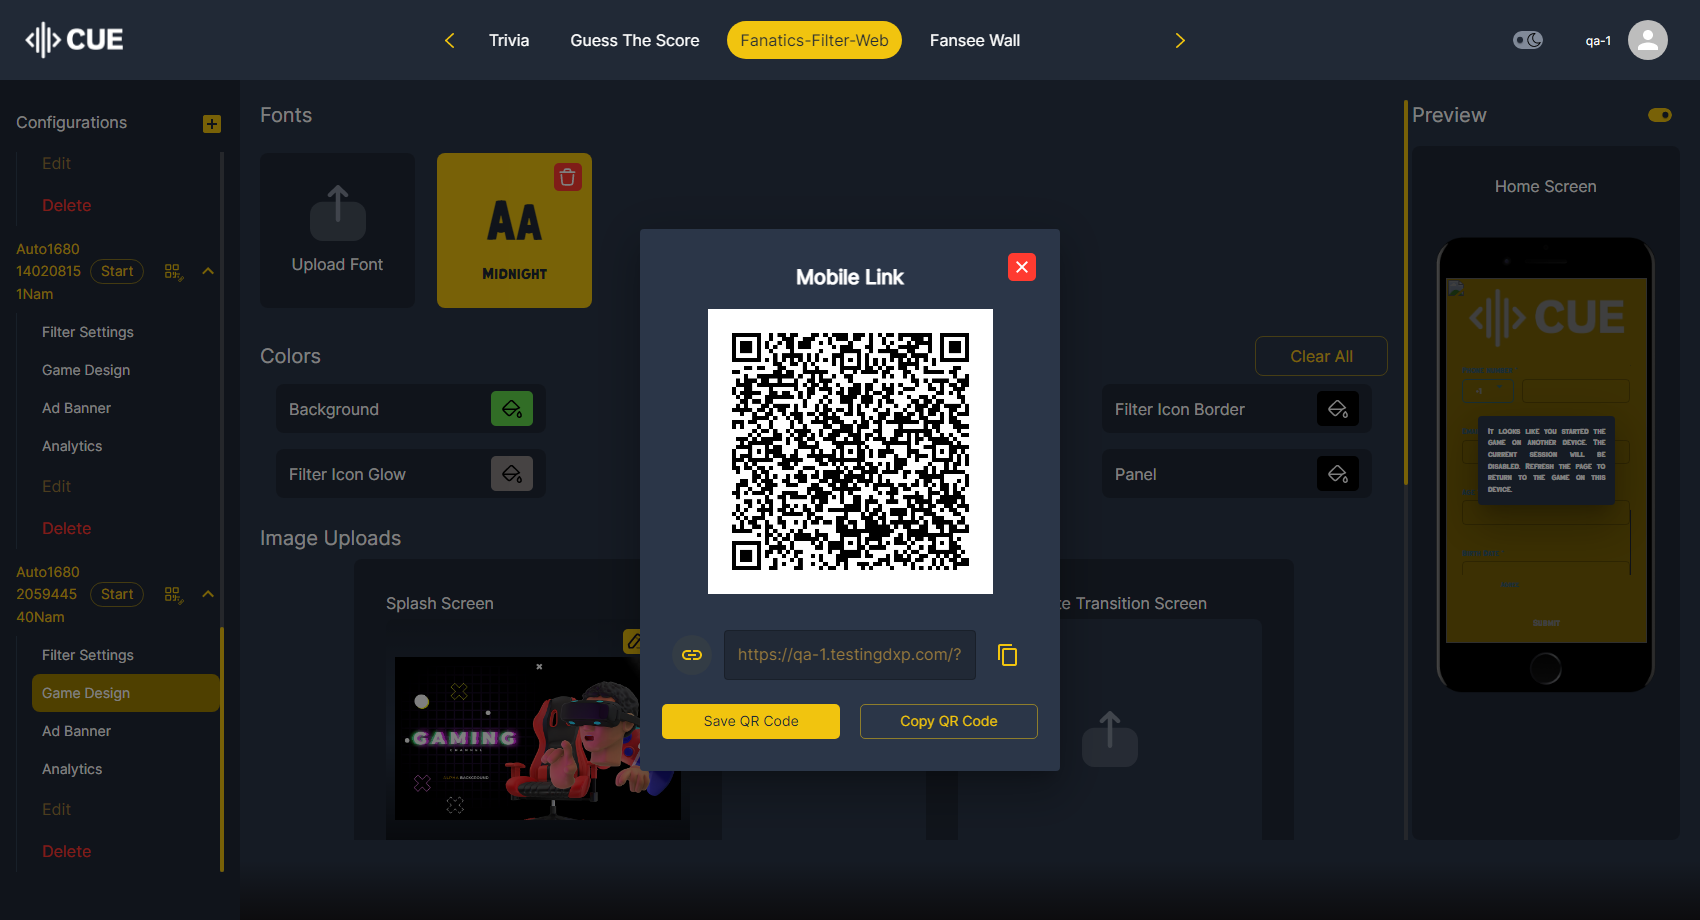 CUE
Trivia
Guess The Score
Fanatics-Filter-Web
Fansee Wall
qa-1
Configurations
Edit
Delete
Auto1680
14020815
1Nam
Start
Filter Settings
Game Design
Ad Banner
Analytics
Edit
Delete
Auto1680
2059445
40Nam
Start
Filter Settings
Game Design
Ad Banner
Analytics
Edit
Delete
Fonts
Upload Font
AA
MIDNIGHT
Colors
Clear All
Background
Filter Icon Glow
Filter Icon Border
Panel
Image Uploads
Splash Screen
GAMING
CHANNEL
ALPHA BACKGROUND
Transition Screen
Mobile Link
https://qa-1.testingdxp.com/?
Save QR Code
Copy QR Code
Preview
Home Screen
CUE
-1
It looks like you started the
game on another device. The
current session will be
disabled. Refresh the page to
return to the game on this
device.
SUBMIT